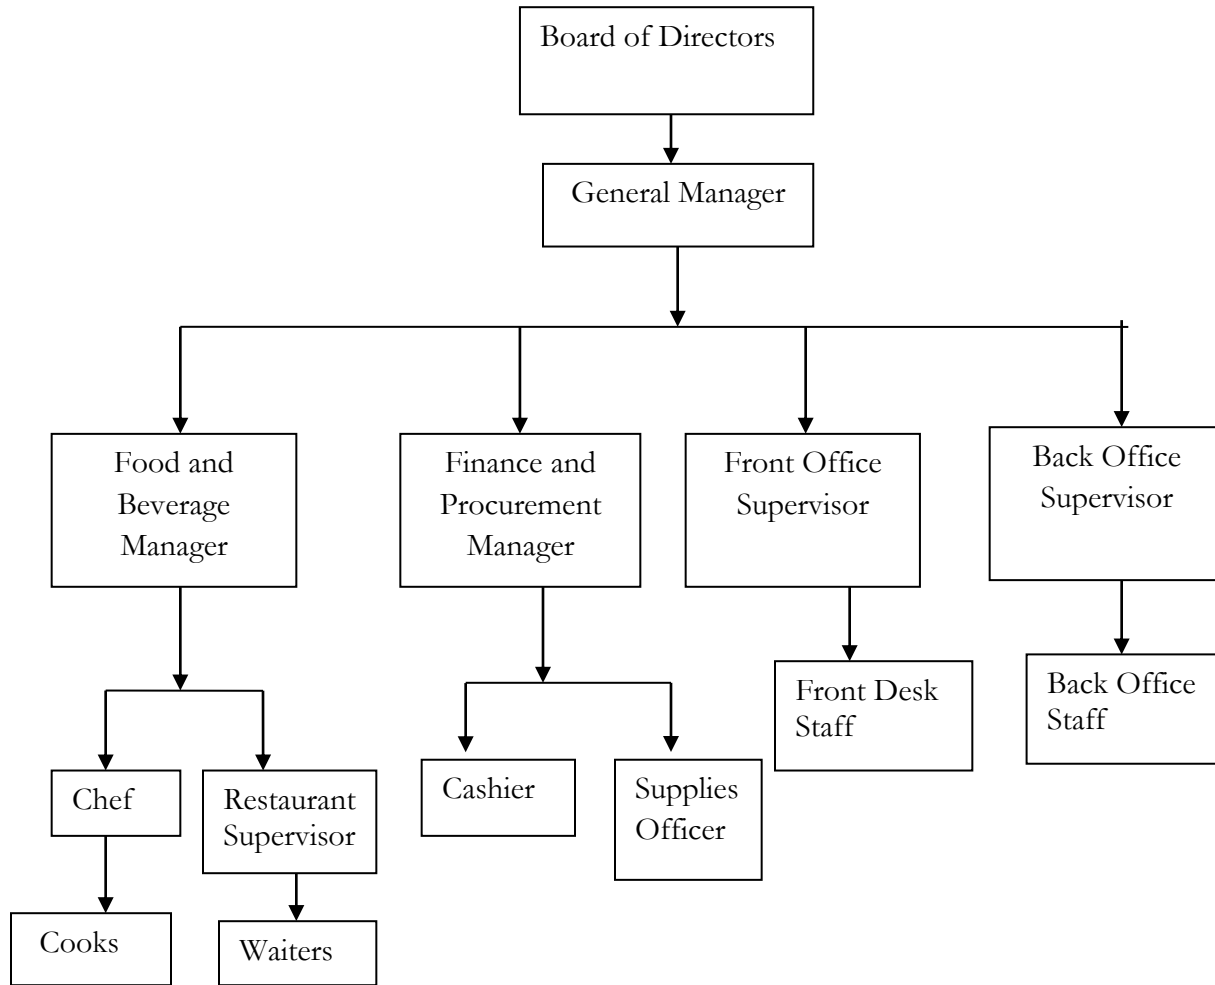 Board of Directors
General Manager
Food and
Beverage
Manager
Finance and
Procurement
Manager
Front Office
Supervisor
Back Office
Supervisor
Front Desk
Staff
Back Office
Staff
Chef
Restaurant
Supervisor
Cashier
Supplies
Officer
Cooks
Waiters